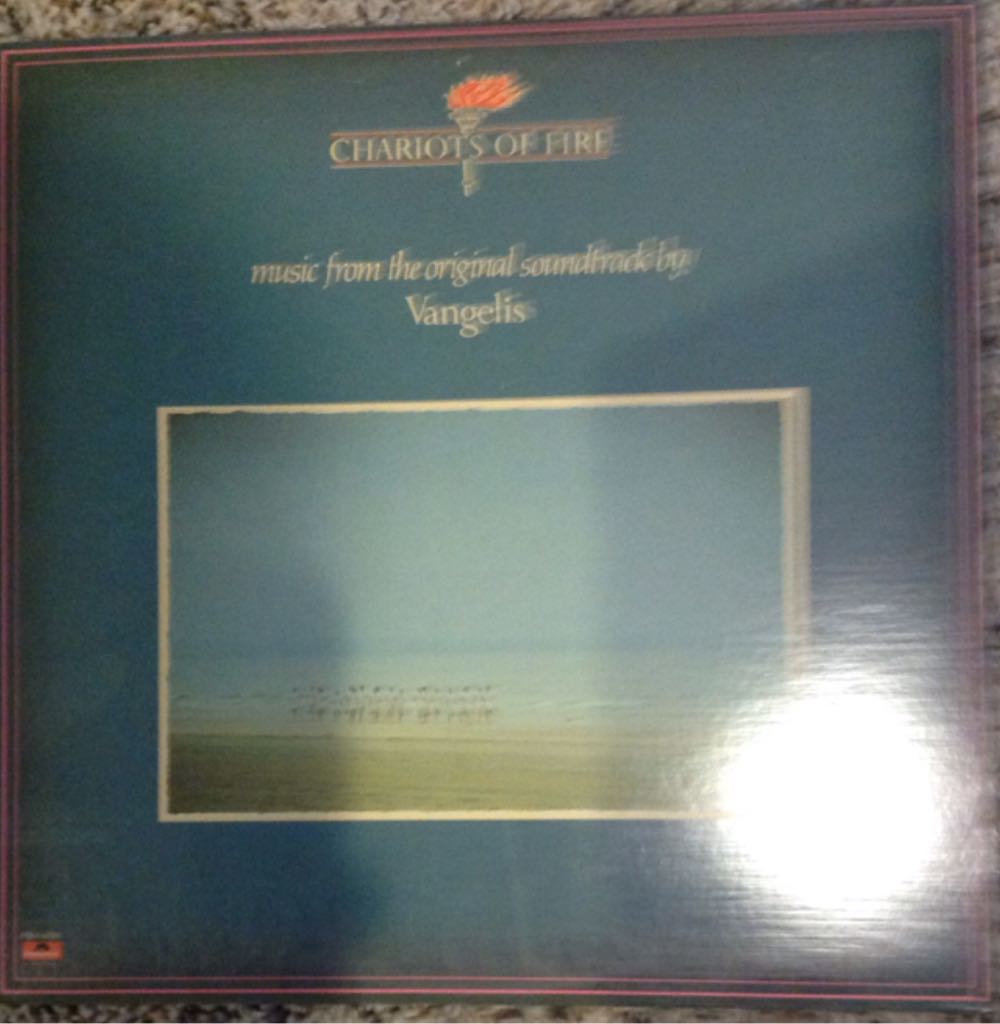 CHARIOTS OF FIRE
music from the original soundtrack by
Vangelis